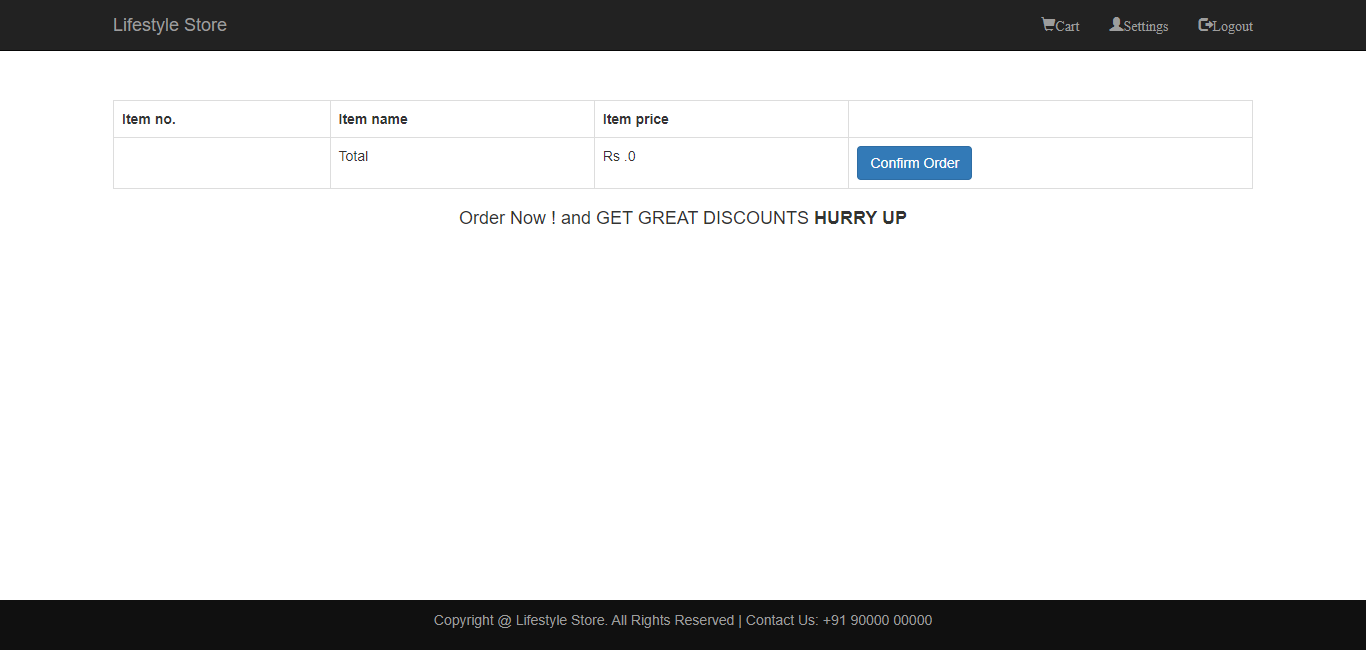 Lifestyle Store Cart Settings Logout
Item no. Item name Item price
Total Rs .0 Confirm Order
Order Now ! and GET GREAT DISCOUNTS HURRY UP
Copyright @ Lifestyle Store. All Rights Reserved | Contact Us: +91 90000 00000